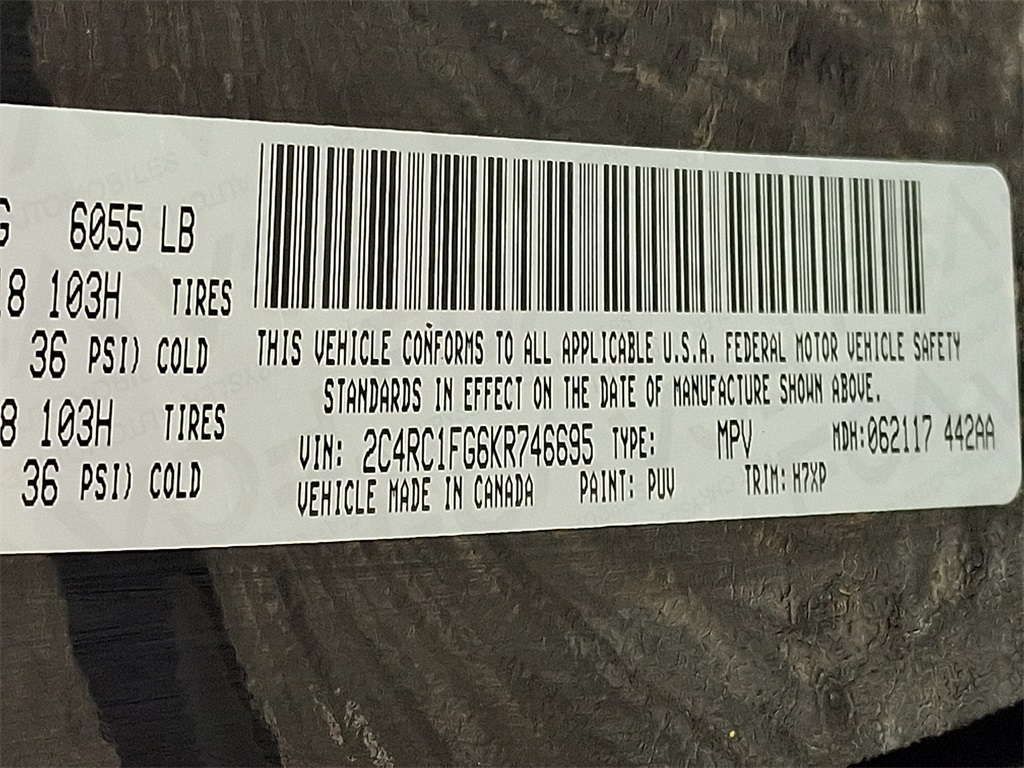 G 6055 LB
18 103H TIRES
36 PSI) COLD
8 103H TIRES
36 PSI) COLD
THIS VEHICLE CONFORMS TO ALL APPLICABLE U.S.A. FEDERAL MOTOR VEHICLE SAFETY
STANDARDS IN EFFECT ON THE DATE OF MANUFACTURE SHOWN ABOVE.
VIN: 2C4RC1FG6KR746695 TYPE: MPV MDH:062117 442AA
VEHICLE MADE IN CANADA PAINT: PUV TRIM: H7XP